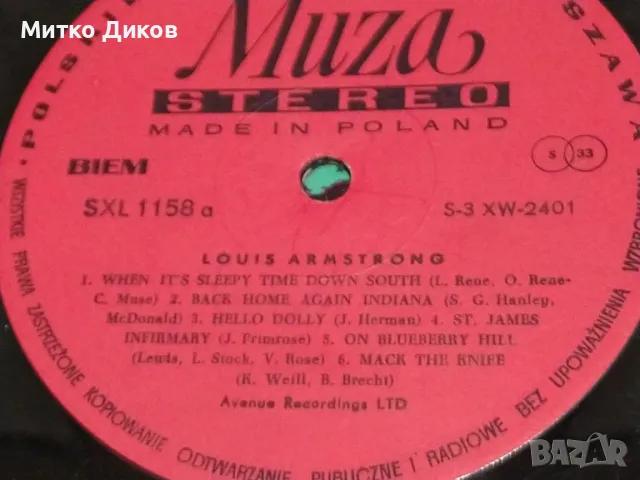 Митко Диков
POLSKIE
WARSZAWA
Muza
STEREO
MADE IN POLAND
BIEM
S 33
SXL 1158 a
S-3 XW-2401
LOUIS ARMSTRONG
1. WHEN IT'S SLEEPY TIME DOWN SOUTH (L. Rene, O. Rene-
C. Muse) 2. BACK HOME AGAIN INDIANA (S. G. Hanley,
McDonald) 3. HELLO DOLLY (J. Herman) 4. ST. JAMES
INFIRMARY (J. Primrose) 5. ON BLUEBERRY HILL
(Lewis, L. Stock, V. Rose) 6. MACK THE KNIFE
(K. Weill, B. Brecht)
Avenue Recordings LTD
WSZYSTKIE PRAWA ZASTRZEŻONE KOPIOWANIE ODTWARZANIE PUBLICZNE I RADIOWE BEZ UPOWAŻNIENIA WZBRONIONE
BAZAR